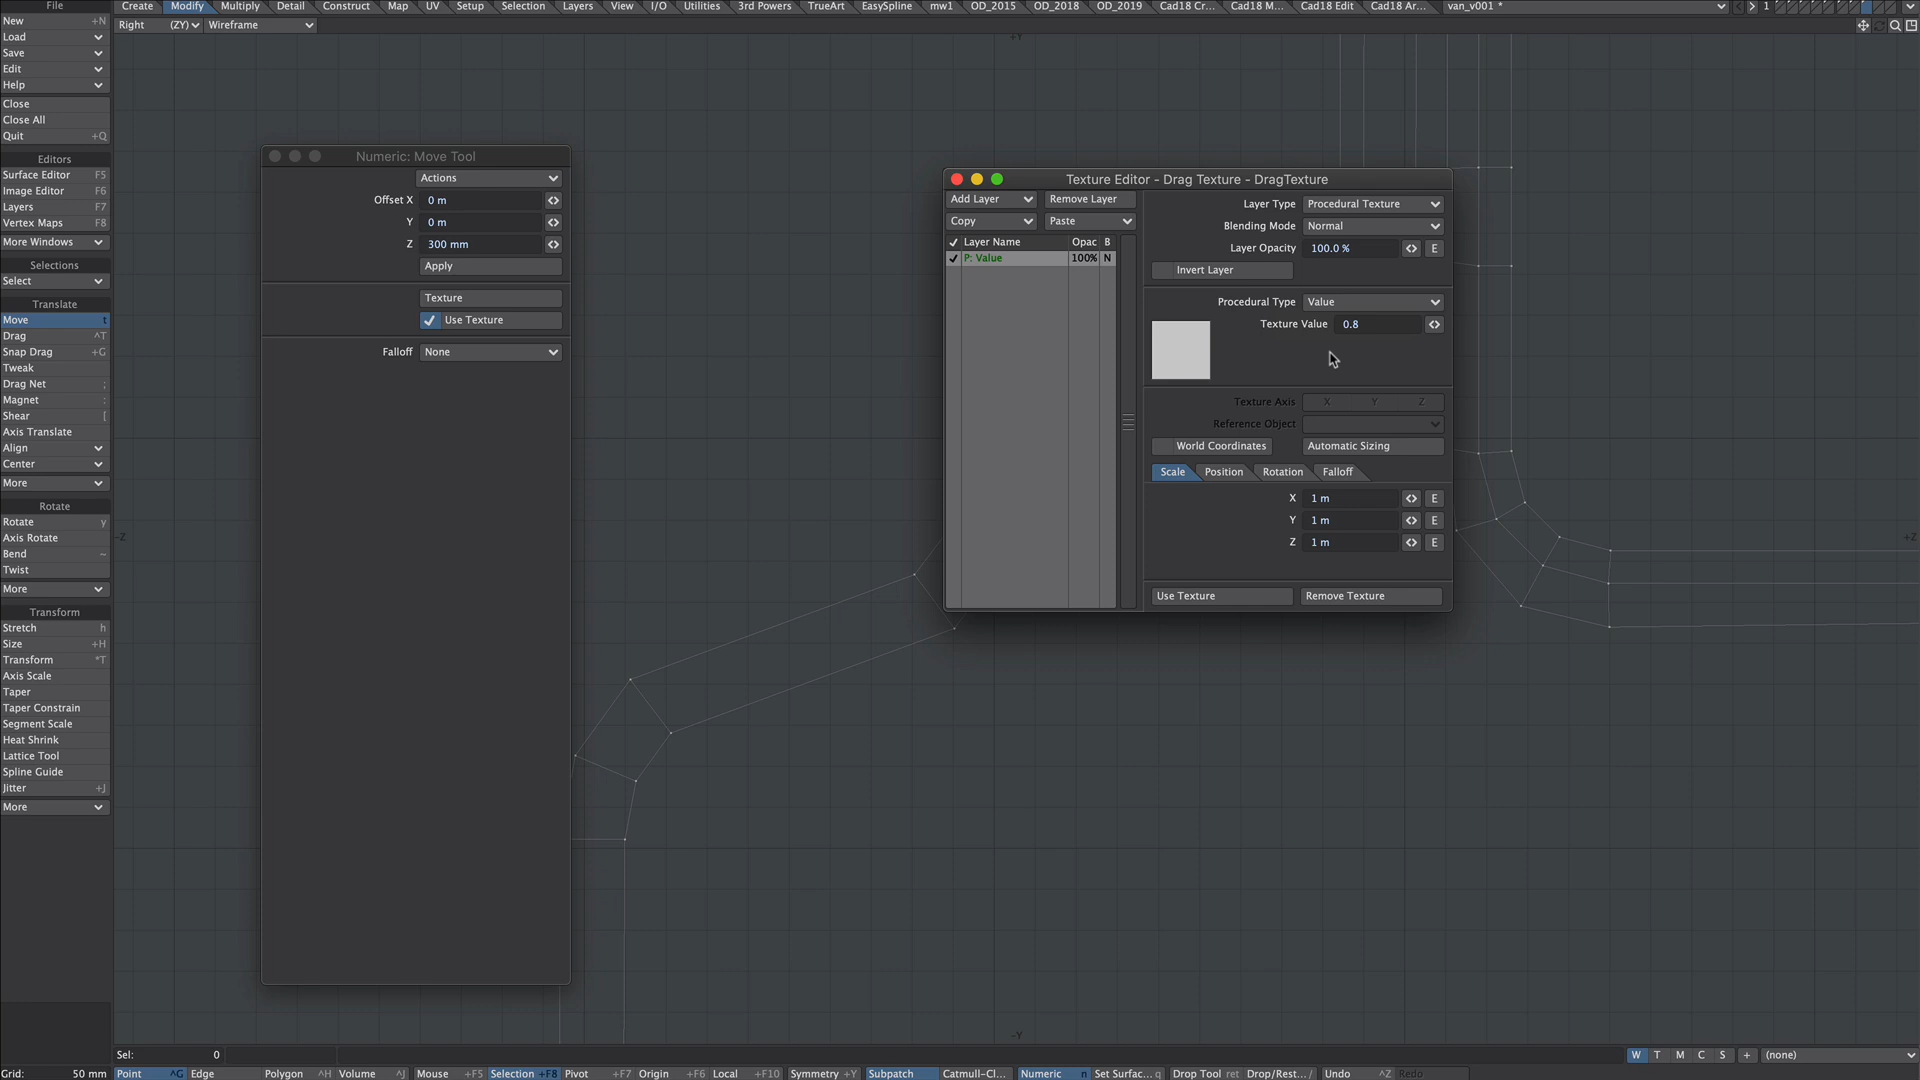 File Create Modify Multiply Detail Construct Map UV Setup Selection Layers View I/O Utilities 3rd Powers TrueArt EasySpline mw1 OD_2015 OD_2018 OD_2019 Cad18 Cr... Cad18 M... Cad18 Edit Cad18 Ar... van_v001 * 1
New +N
Right (ZY) Wireframe
Load
Save
Edit
Help
Close
Close All
Quit +Q
Editors
Surface Editor F5
Image Editor F6
Layers F7
Vertex Maps F8
More Windows
Selections
Select
Translate
Move t
Drag ^T
Snap Drag +G
Tweak
Drag Net ;
Magnet :
Shear [
Axis Translate
Align
Center
More
Rotate
Rotate y
Axis Rotate
Bend ~
Twist
More
Transform
Stretch h
Size +H
Transform *T
Axis Scale
Taper
Taper Constrain
Segment Scale
Heat Shrink
Lattice Tool
Spline Guide
Jitter +J
More
+Y
-Z
+Z
-Y
Numeric: Move Tool
Actions
Offset X 0 m
Y 0 m
Z 300 mm
Apply
Texture
Use Texture
Falloff None
Texture Editor - Drag Texture - DragTexture
Add Layer Remove Layer
Copy Paste
Layer Name Opac B
P: Value 100% N
Layer Type Procedural Texture
Blending Mode Normal
Layer Opacity 100.0 % E
Invert Layer
Procedural Type Value
Texture Value 0.8
Texture Axis X Y Z
Reference Object
World Coordinates Automatic Sizing
Scale Position Rotation Falloff
X 1 m E
Y 1 m E
Z 1 m E
Use Texture Remove Texture
Sel: 0 W T M C S + (none)
Grid: 50 mm Point ^G Edge Polygon ^H Volume ^J Mouse +F5 Selection +F8 Pivot +F7 Origin +F6 Local +F10 Symmetry +Y Subpatch Catmull-Cl... Numeric n Set Surfac... q Drop Tool ret Drop/Rest... / Undo ^Z Redo